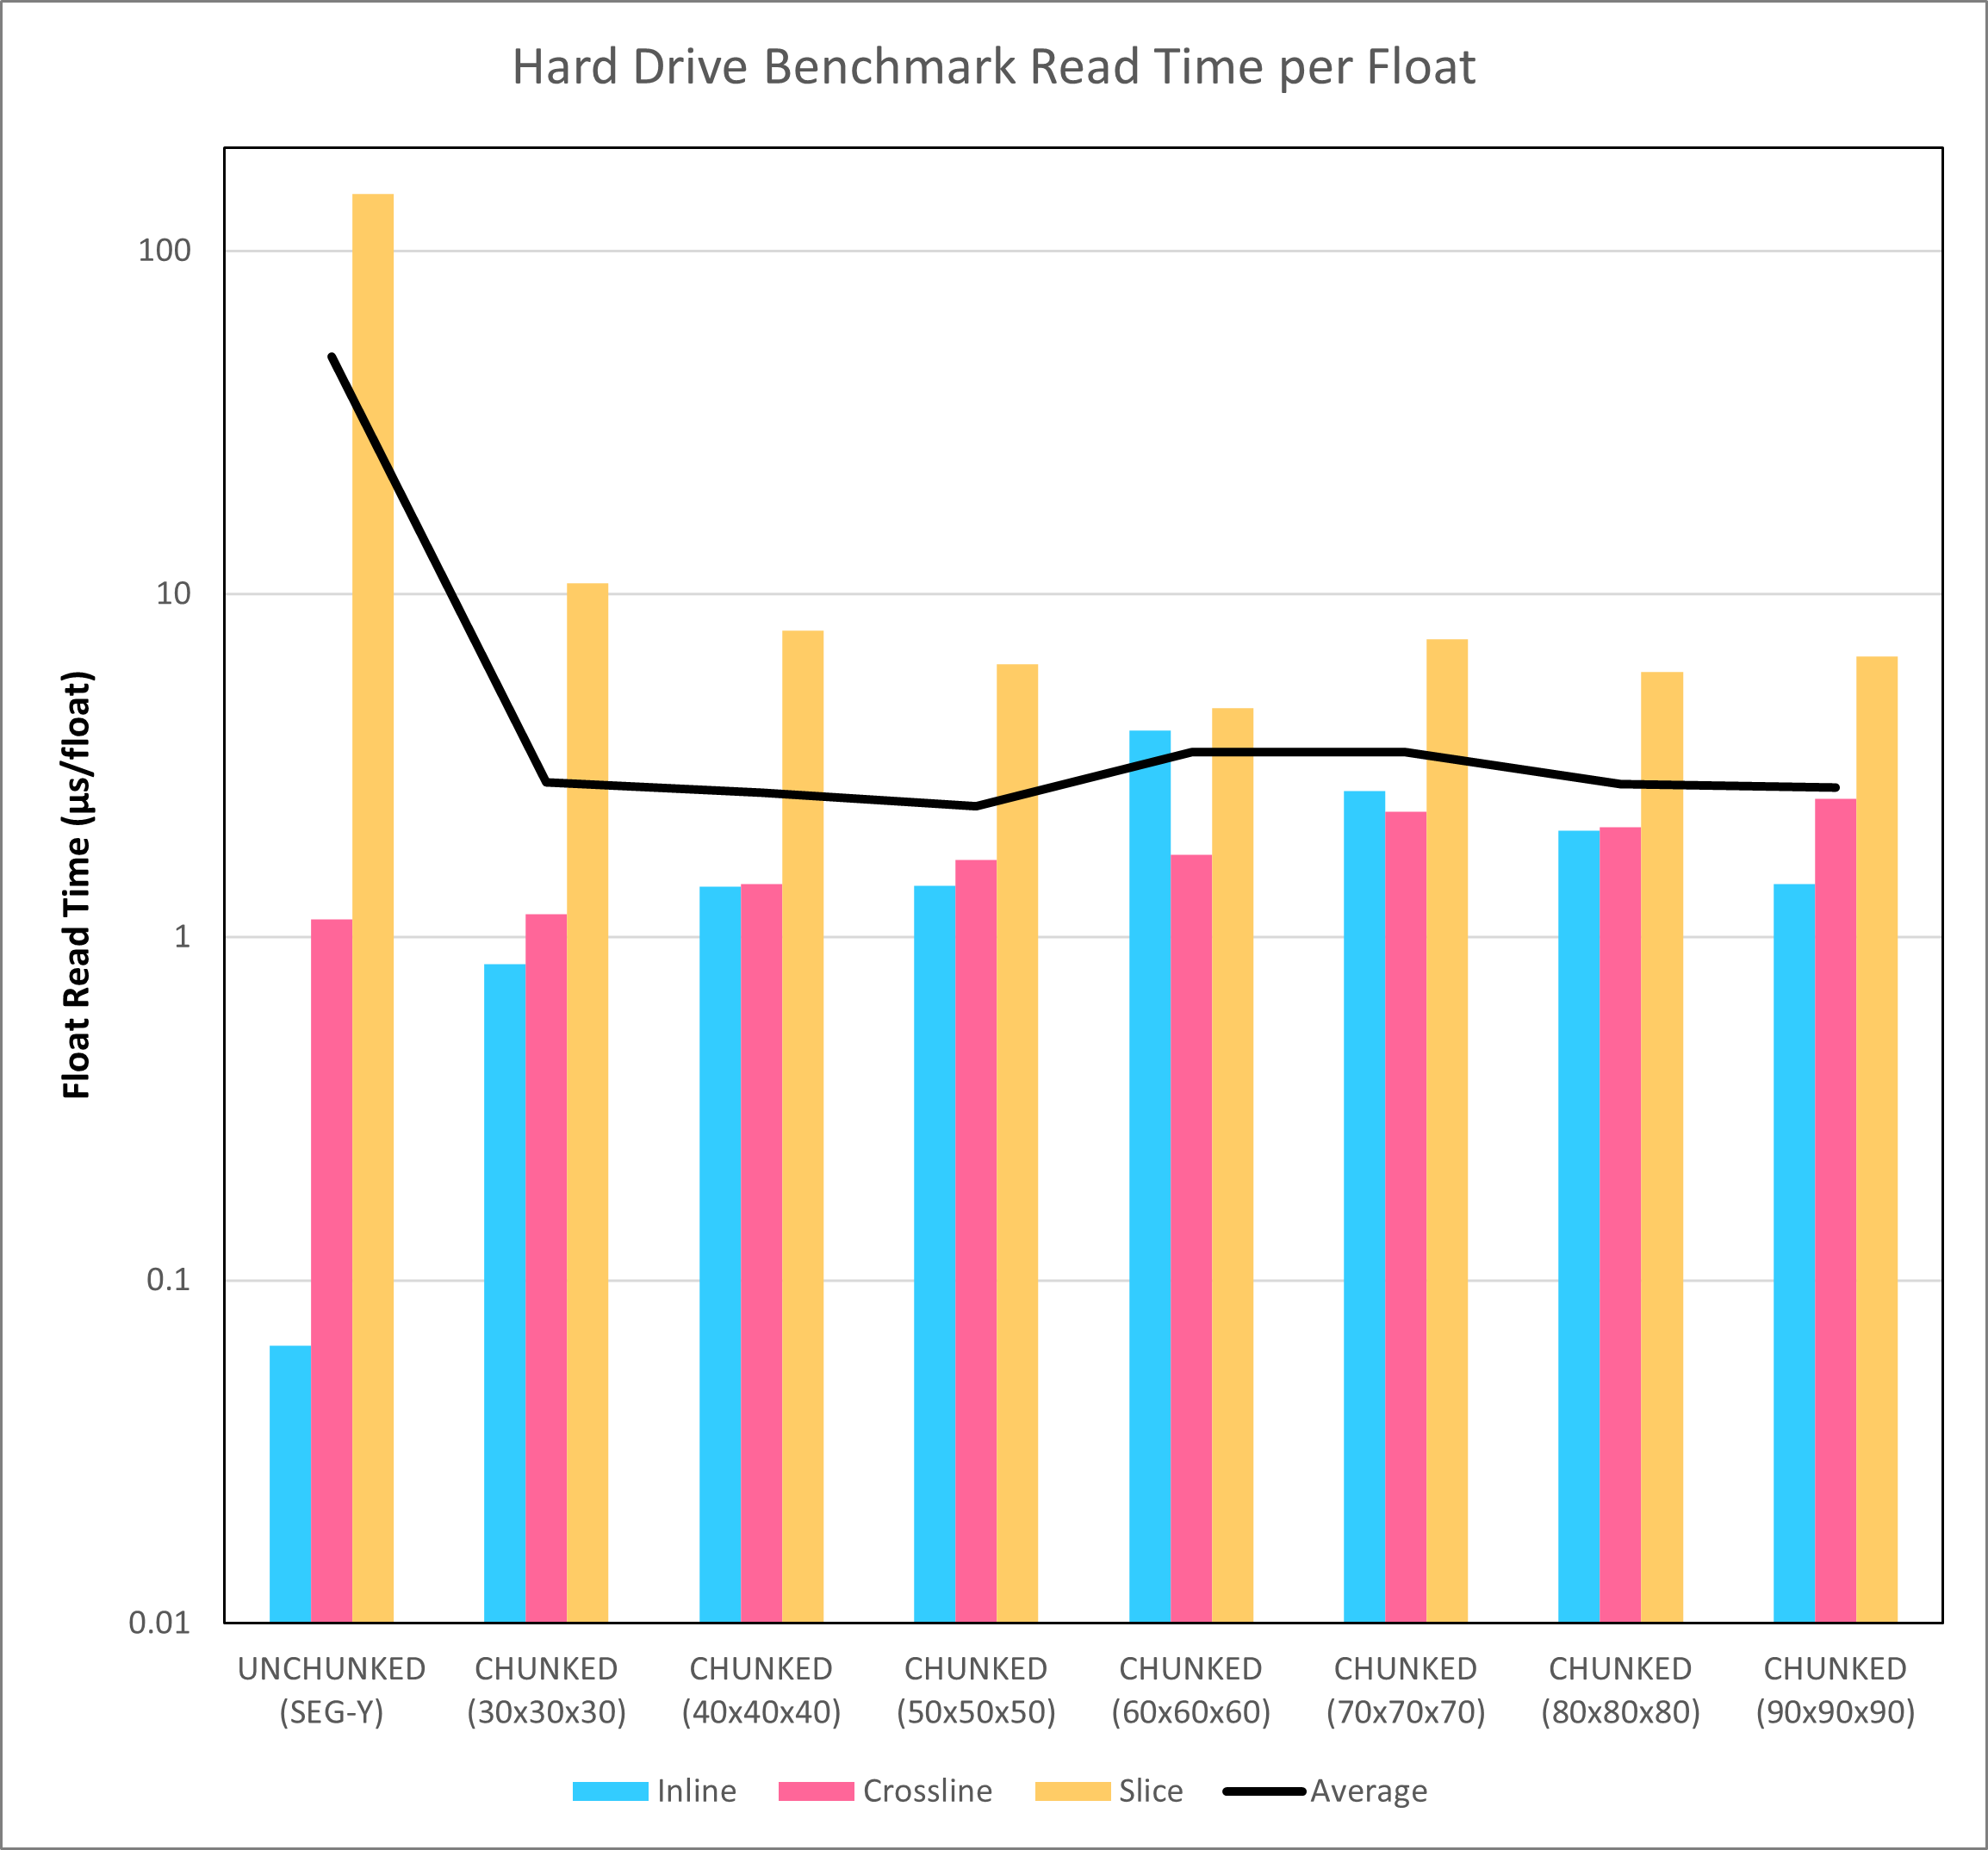 Hard Drive Benchmark Read Time per Float
Float Read Time (µs/float)
100
10
1
0.1
0.01
UNCHUNKED
(SEG-Y)
CHUNKED
(30x30x30)
CHUNKED
(40x40x40)
CHUNKED
(50x50x50)
CHUNKED
(60x60x60)
CHUNKED
(70x70x70)
CHUNKED
(80x80x80)
CHUNKED
(90x90x90)
Inline
Crossline
Slice
Average